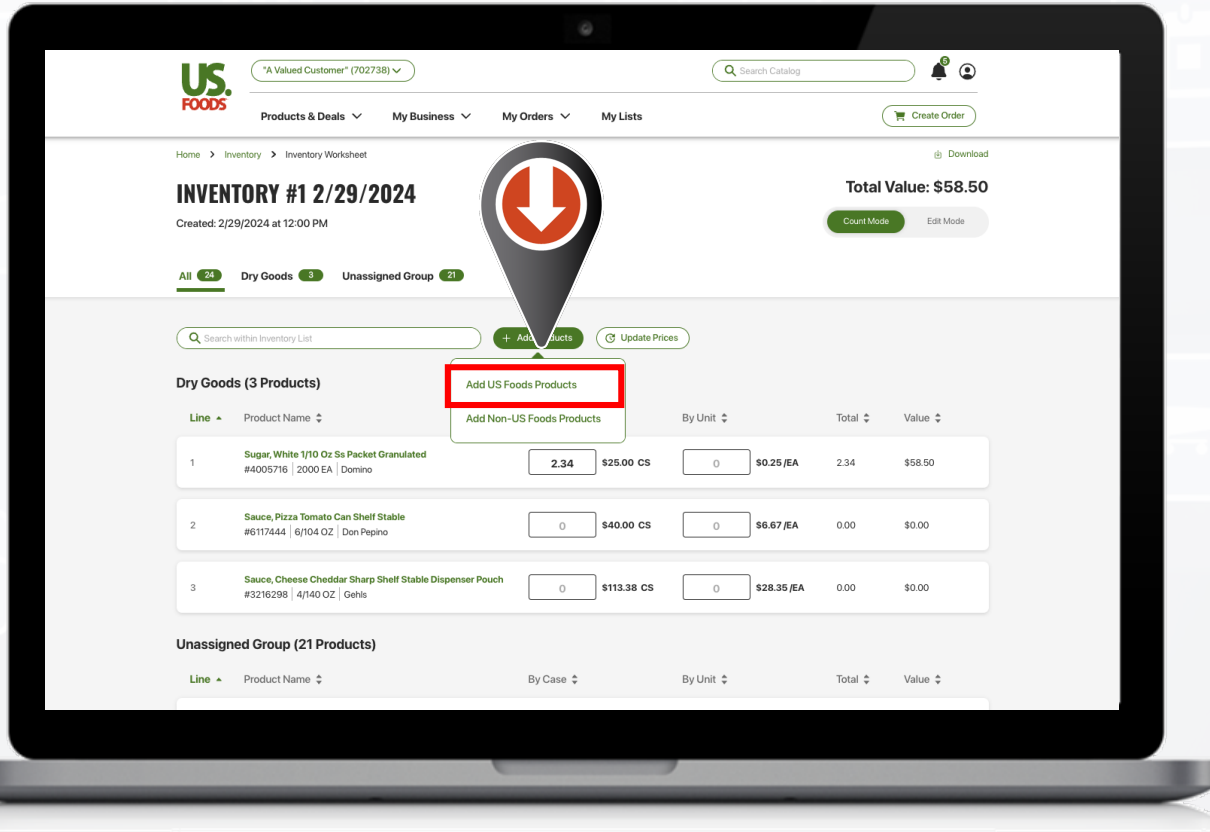 US.
FOODS
"A Valued Customer" (702738)
Search Catalog
5
Products & Deals My Business My Orders My Lists
Create Order
Home > Inventory > Inventory Worksheet
Download
INVENTORY #1 2/29/2024
Total Value: $58.50
Created: 2/29/2024 at 12:00 PM
Count Mode Edit Mode
All 24 Dry Goods 3 Unassigned Group 21
Search within Inventory List
+ Add
Update Prices
Add US Foods Products
Add Non-US Foods Products
Dry Goods (3 Products)
Line Product Name By Unit Total Value
1 Sugar, White 1/10 Oz Ss Packet Granulated 2.34 $25.00 CS 0 $0.25 /EA 2.34 $58.50
#4005716 | 2000 EA | Domino
2 Sauce, Pizza Tomato Can Shelf Stable 0 $40.00 CS 0 $6.67 /EA 0.00 $0.00
#6117444 | 6/104 OZ | Don Pepino
3 Sauce, Cheese Cheddar Sharp Shelf Stable Dispenser Pouch 0 $113.38 CS 0 $28.35 /EA 0.00 $0.00
#3216298 | 4/140 OZ | Gehls
Unassigned Group (21 Products)
Line Product Name By Case By Unit Total Value